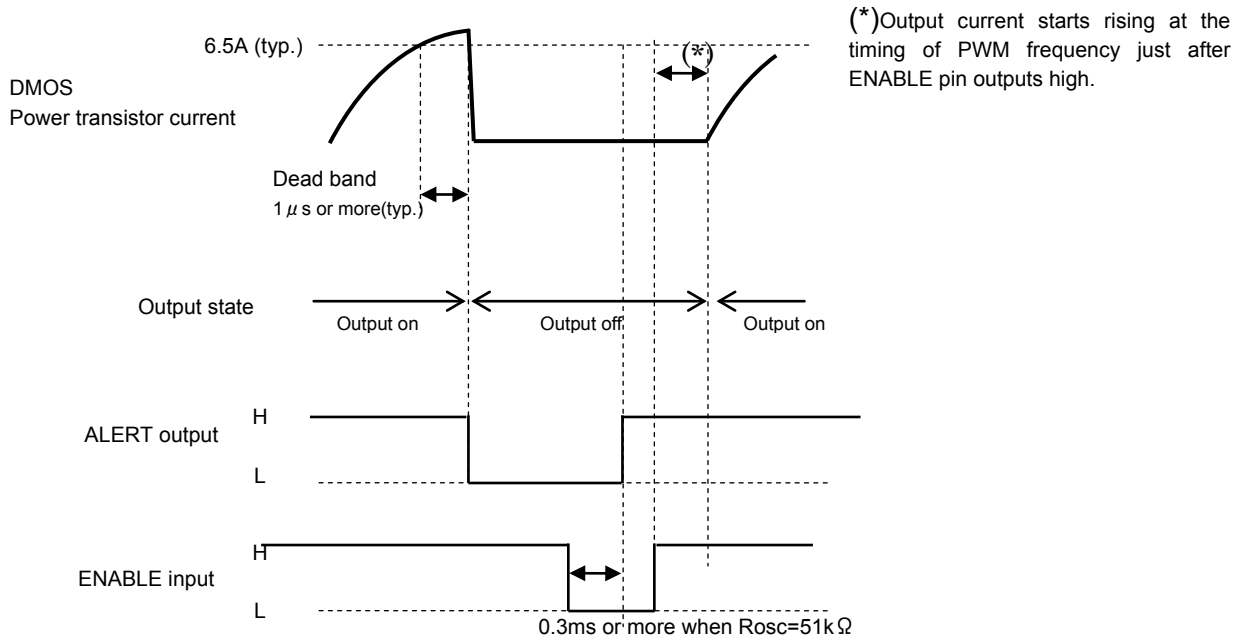 (*)Output current starts rising at the
timing of PWM frequency just after
ENABLE pin outputs high.
6.5A (typ.)
(*)
DMOS
Power transistor current
Dead band
1μs or more(typ.)
Output state
Output on
Output off
Output on
H
ALERT output
L
H
ENABLE input
L
0.3ms or more when Rosc=51kΩ